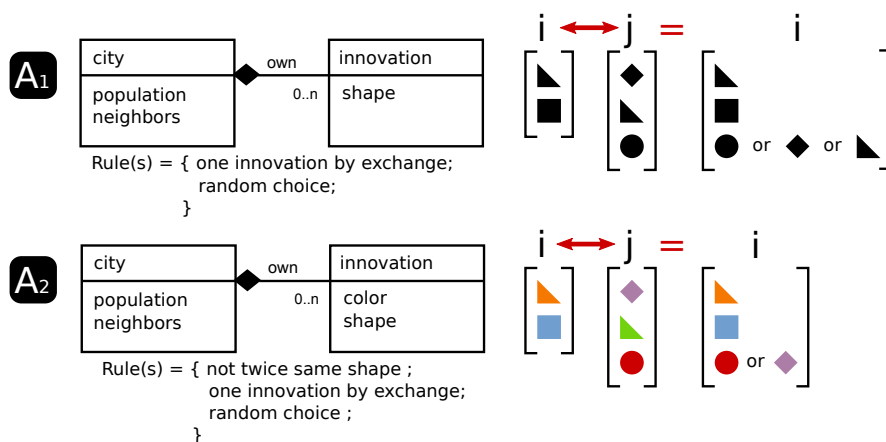 A1
city
own
innovation
population
neighbors
0..n
shape
Rule(s) = { one innovation by exchange;
random choice;
}
i j = i
or or
A2
city
own
innovation
population
neighbors
0..n
color
shape
Rule(s) = { not twice same shape ;
one innovation by exchange;
random choice ;
}
i j = i
or